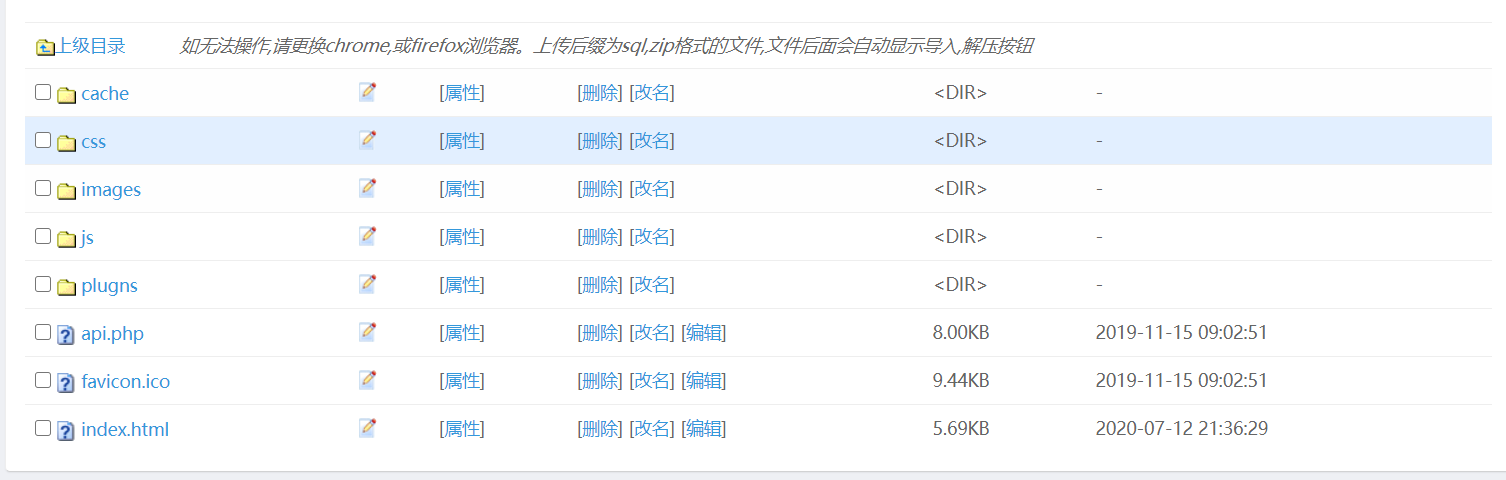 上级目录 如无法操作,请更换chrome,或firefox浏览器。上传后缀为sql,zip格式的文件,文件后面会自动显示导入,解压按钮
cache [属性] [删除] [改名] <DIR> -
css [属性] [删除] [改名] <DIR> -
images [属性] [删除] [改名] <DIR> -
js [属性] [删除] [改名] <DIR> -
plugns [属性] [删除] [改名] <DIR> -
api.php [属性] [删除] [改名] [编辑] 8.00KB 2019-11-15 09:02:51
favicon.ico [属性] [删除] [改名] [编辑] 9.44KB 2019-11-15 09:02:51
index.html [属性] [删除] [改名] [编辑] 5.69KB 2020-07-12 21:36:29